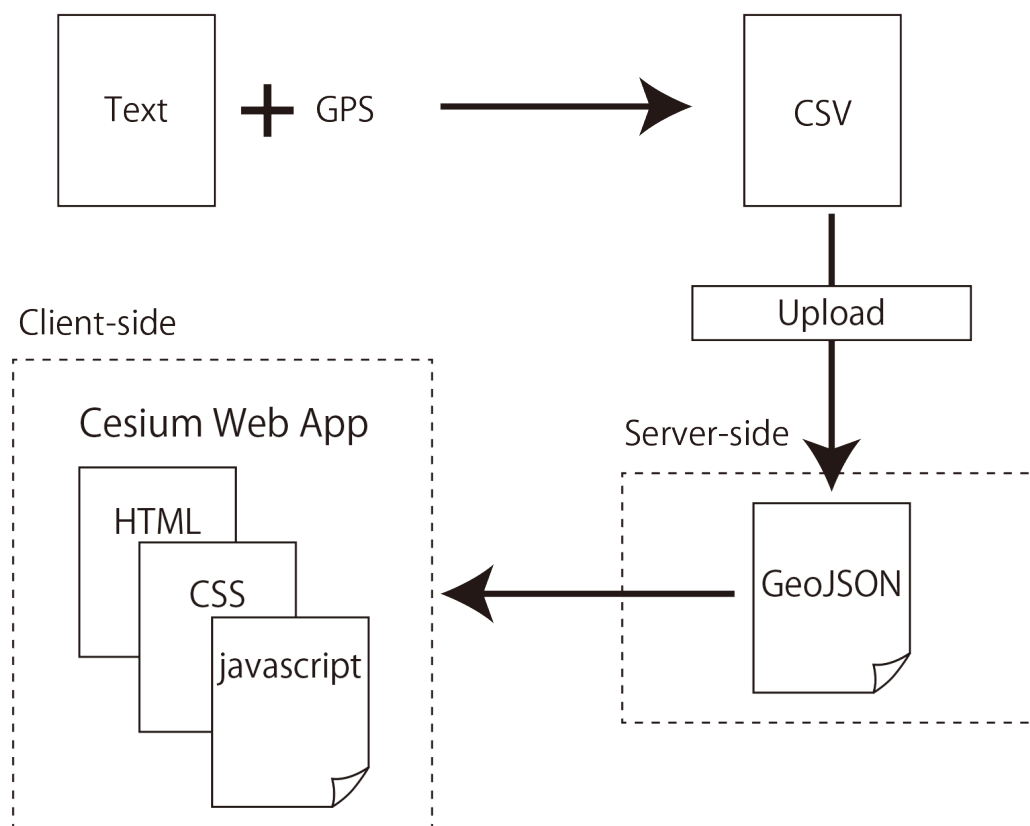 Text
GPS
CSV
Upload
Client-side
Cesium Web App
HTML
CSS
javascript
Server-side
GeoJSON